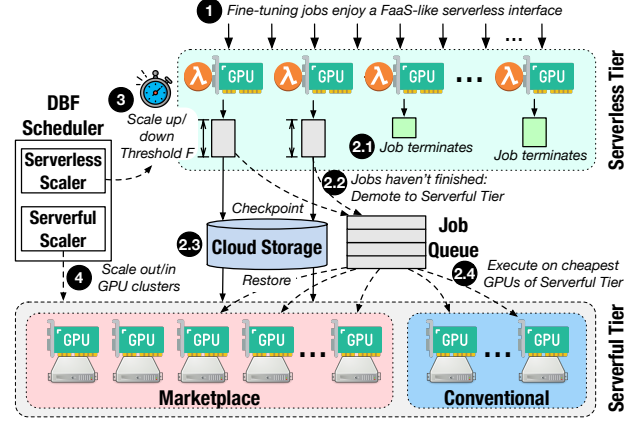 1 Fine-tuning jobs enjoy a FaaS-like serverless interface
...
λ GPU λ GPU λ GPU ... λ GPU
Serverless Tier
3
DBF
Scheduler
Scale up/
down
Threshold F
2.1
Job terminates
Job terminates
Serverless
Scaler
2.2 Jobs haven't finished:
Demote to Serverful Tier
Serverful
Scaler
Checkpoint
2.3 Cloud Storage
Job
Queue
4 Scale out/in
GPU clusters
Restore
2.4 Execute on cheapest
GPUs of Serverful Tier
GPU GPU GPU GPU ... GPU
GPU ... GPU
Marketplace
Conventional
Serverful Tier